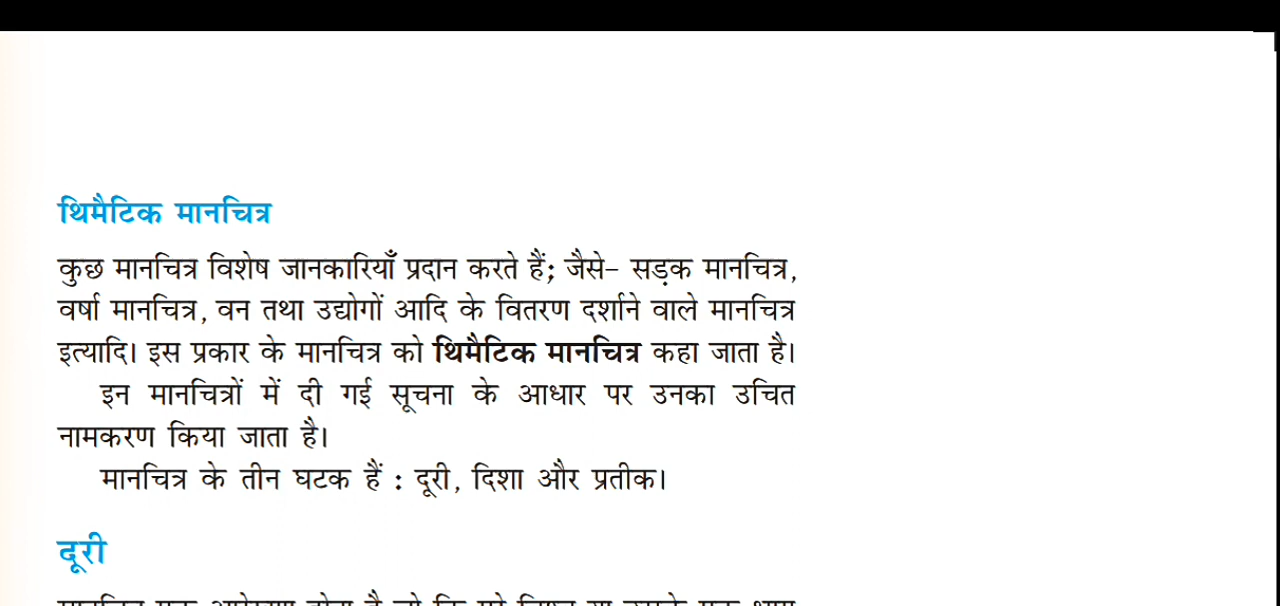 थिमैटिक मानचित्र
कुछ मानचित्र विशेष जानकारियाँ प्रदान करते हैं; जैसे– सड़क मानचित्र,
वर्षा मानचित्र, वन तथा उद्योगों आदि के वितरण दर्शाने वाले मानचित्र
इत्यादि। इस प्रकार के मानचित्र को थिमैटिक मानचित्र कहा जाता है।
इन मानचित्रों में दी गई सूचना के आधार पर उनका उचित
नामकरण किया जाता है।
मानचित्र के तीन घटक हैं : दूरी, दिशा और प्रतीक।
दूरी